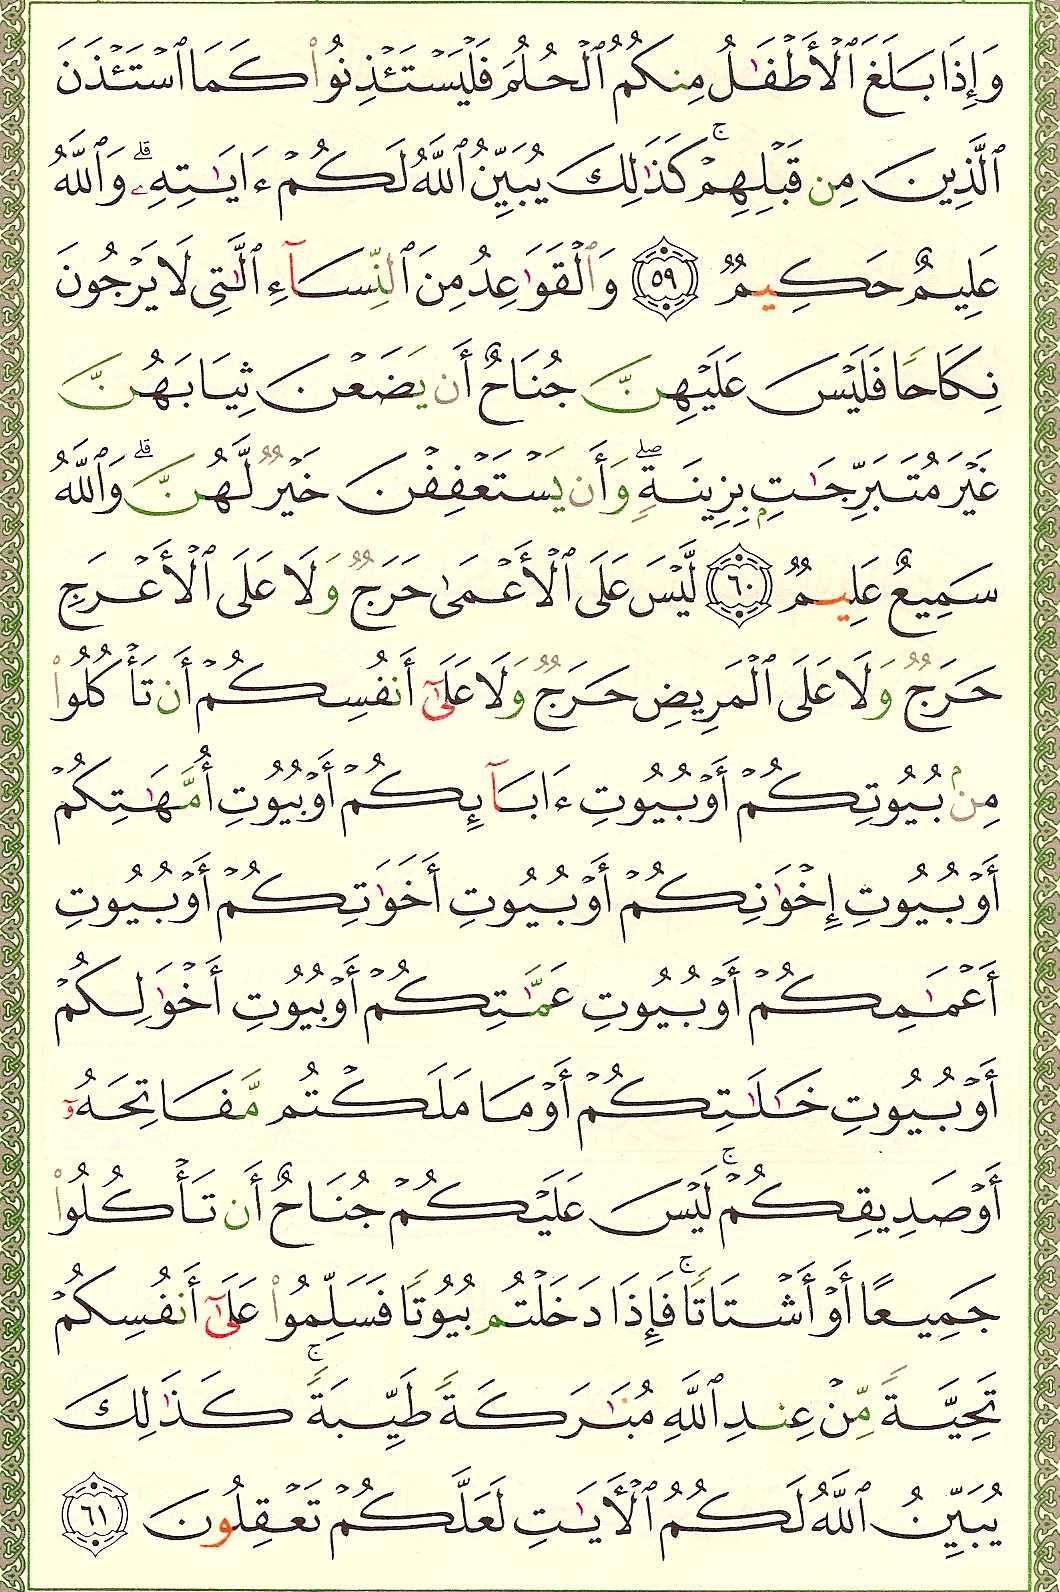 وَإِذَا بَلَغَ ٱلْأَطْفَـٰلُ مِنكُمُ ٱلْحُلُمَ فَلْيَسْتَـْٔذِنُوا۟ كَمَا ٱسْتَـْٔذَنَ
ٱلَّذِينَ مِن قَبْلِهِمْ ۚ كَذَٰلِكَ يُبَيِّنُ ٱللَّهُ لَكُمْ ءَايَـٰتِهِۦ ۗ وَٱللَّهُ
عَلِيمٌ حَكِيمٌ ٥٩ وَٱلْقَوَٰعِدُ مِنَ ٱلنِّسَآءِ ٱلَّـٰتِى لَا يَرْجُونَ
نِكَاحًا فَلَيْسَ عَلَيْهِنَّ جُنَاحٌ أَن يَضَعْنَ ثِيَابَهُنَّ
غَيْرَ مُتَبَرِّجَـٰتٍۭ بِزِينَةٍ ۖ وَأَن يَسْتَعْفِفْنَ خَيْرٌ لَّهُنَّ ۗ وَٱللَّهُ
سَمِيعٌ عَلِيمٌ ٦٠ لَّيْسَ عَلَى ٱلْأَعْمَىٰ حَرَجٌ وَلَا عَلَى ٱلْأَعْرَجِ
حَرَجٌ وَلَا عَلَى ٱلْمَرِيضِ حَرَجٌ وَلَا عَلَىٰٓ أَنفُسِكُمْ أَن تَأْكُلُوا۟
مِنۢ بُيُوتِكُمْ أَوْ بُيُوتِ ءَابَآئِكُمْ أَوْ بُيُوتِ أُمَّهَـٰتِكُمْ
أَوْ بُيُوتِ إِخْوَٰنِكُمْ أَوْ بُيُوتِ أَخَوَٰتِكُمْ أَوْ بُيُوتِ
أَعْمَـٰمِكُمْ أَوْ بُيُوتِ عَمَّـٰتِكُمْ أَوْ بُيُوتِ أَخْوَٰلِكُمْ
أَوْ بُيُوتِ خَـٰلَـٰتِكُمْ أَوْ مَا مَلَكْتُم مَّفَاتِحَهُۥٓ
أَوْ صَدِيقِكُمْ ۚ لَيْسَ عَلَيْكُمْ جُنَاحٌ أَن تَأْكُلُوا۟
جَمِيعًا أَوْ أَشْتَاتًا ۚ فَإِذَا دَخَلْتُم بُيُوتًا فَسَلِّمُوا۟ عَلَىٰٓ أَنفُسِكُمْ
تَحِيَّةً مِّنْ عِندِ ٱللَّهِ مُبَـٰرَكَةً طَيِّبَةً ۚ كَذَٰلِكَ
يُبَيِّنُ ٱللَّهُ لَكُمُ ٱلْـَٔايَـٰتِ لَعَلَّكُمْ تَعْقِلُونَ ٦١